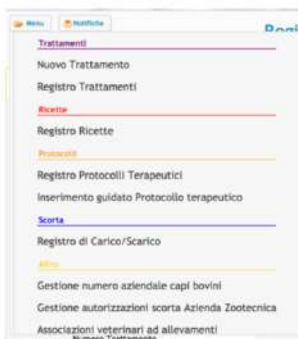 Menu Notifiche
Trattamenti
Nuovo Trattamento
Registro Trattamenti
Ricette
Registro Ricette
Protocolli
Registro Protocolli Terapeutici
Inserimento guidato Protocollo terapeutico
Scorta
Registro di Carico/Scarico
Altro
Gestione numero aziendale capi bovini
Gestione autorizzazioni scorta Azienda Zootecnica
Associazioni veterinari ad allevamenti
Numero Trattamento